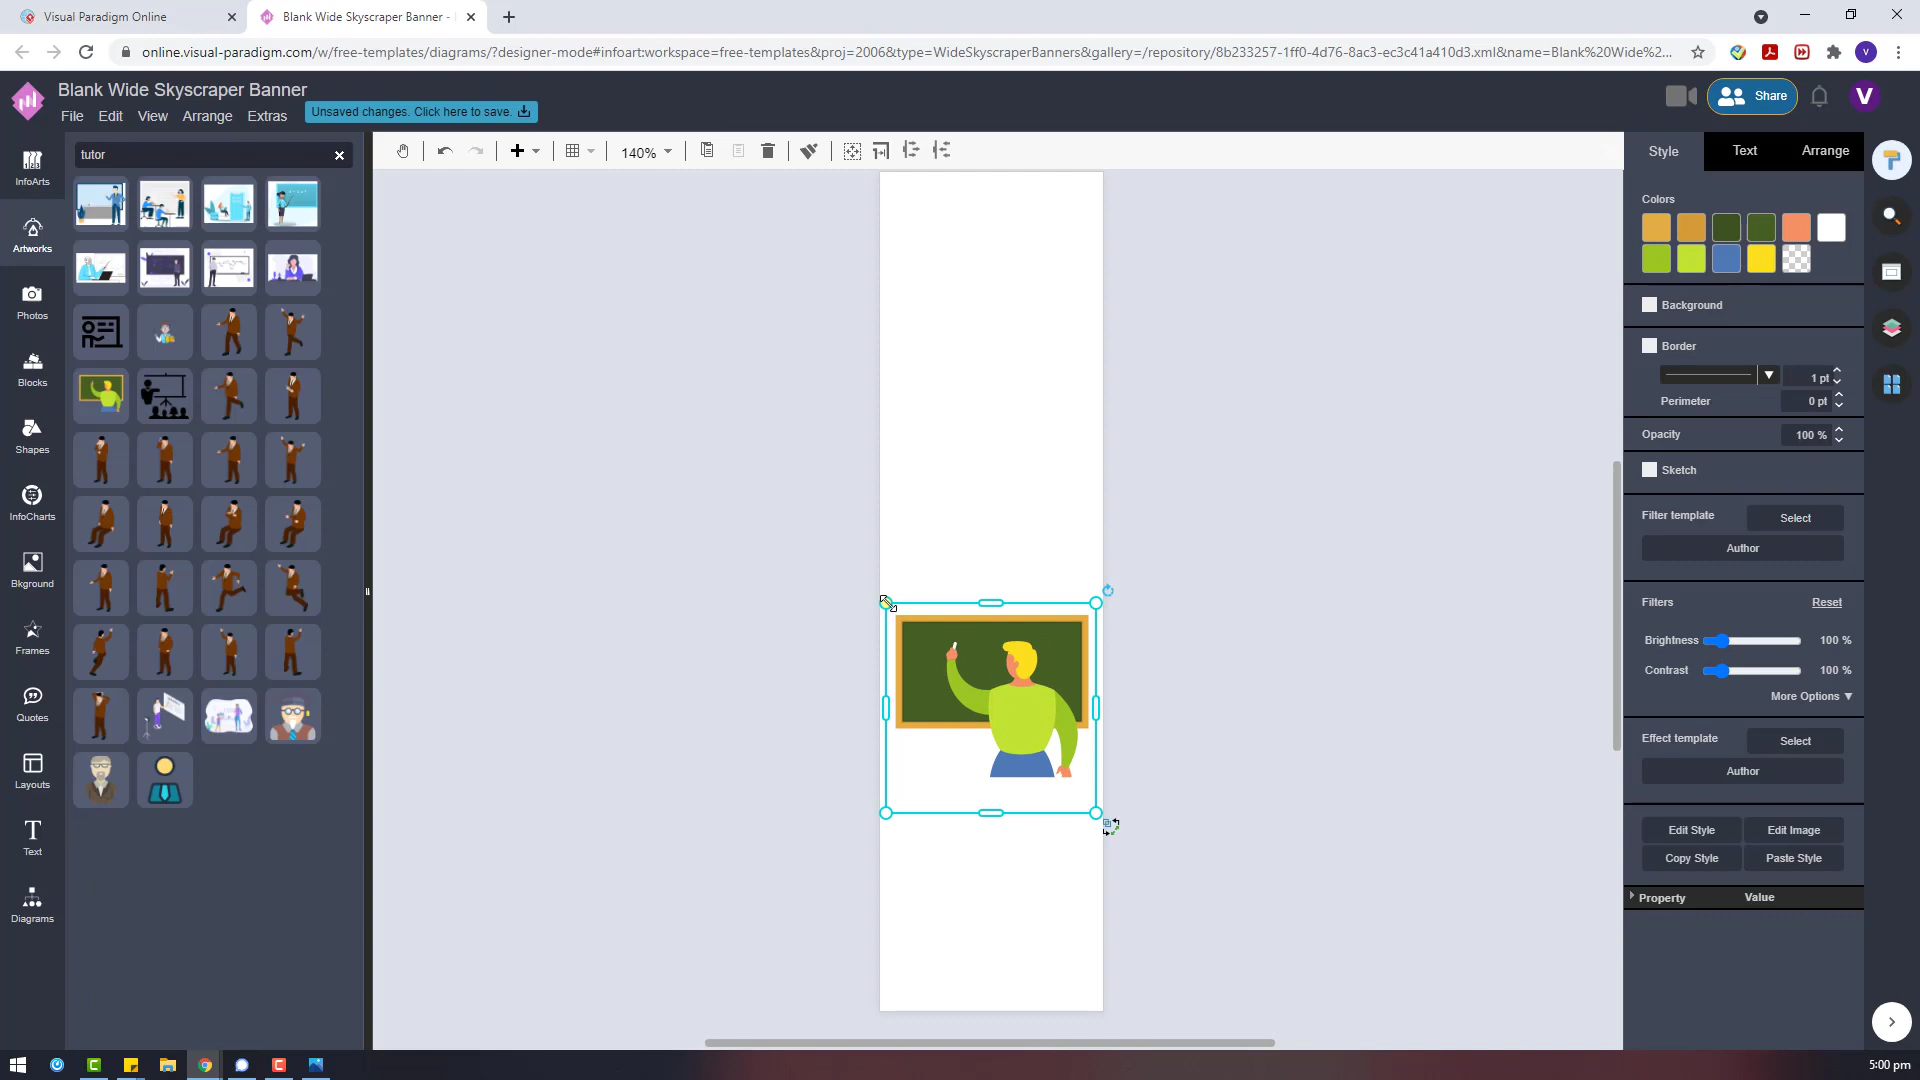 Visual Paradigm Online
Blank Wide Skyscraper Banner -
online.visual-paradigm.com/w/free-templates/diagrams/?designer-mode#infoart:workspace=free-templates&proj=2006&type=WideSkyscraperBanners&gallery=/repository/8b233257-1ff0-4d76-8ac3-ec3c41a410d3.xml&name=Blank%20Wide%2...
V
Blank Wide Skyscraper Banner
File Edit View Arrange Extras
Unsaved changes. Click here to save.
Share
V
InfoArts
Artworks
Photos
Blocks
Shapes
InfoCharts
Bkground
Frames
Quotes
Layouts
Text
Diagrams
tutor
140%
Style Text Arrange
Colors
Background
Border
1 pt
Perimeter 0 pt
Opacity 100 %
Sketch
Filter template Select
Author
Filters Reset
Brightness 100 %
Contrast 100 %
More Options
Effect template Select
Author
Edit Style Edit Image
Copy Style Paste Style
Property Value
5:00 pm